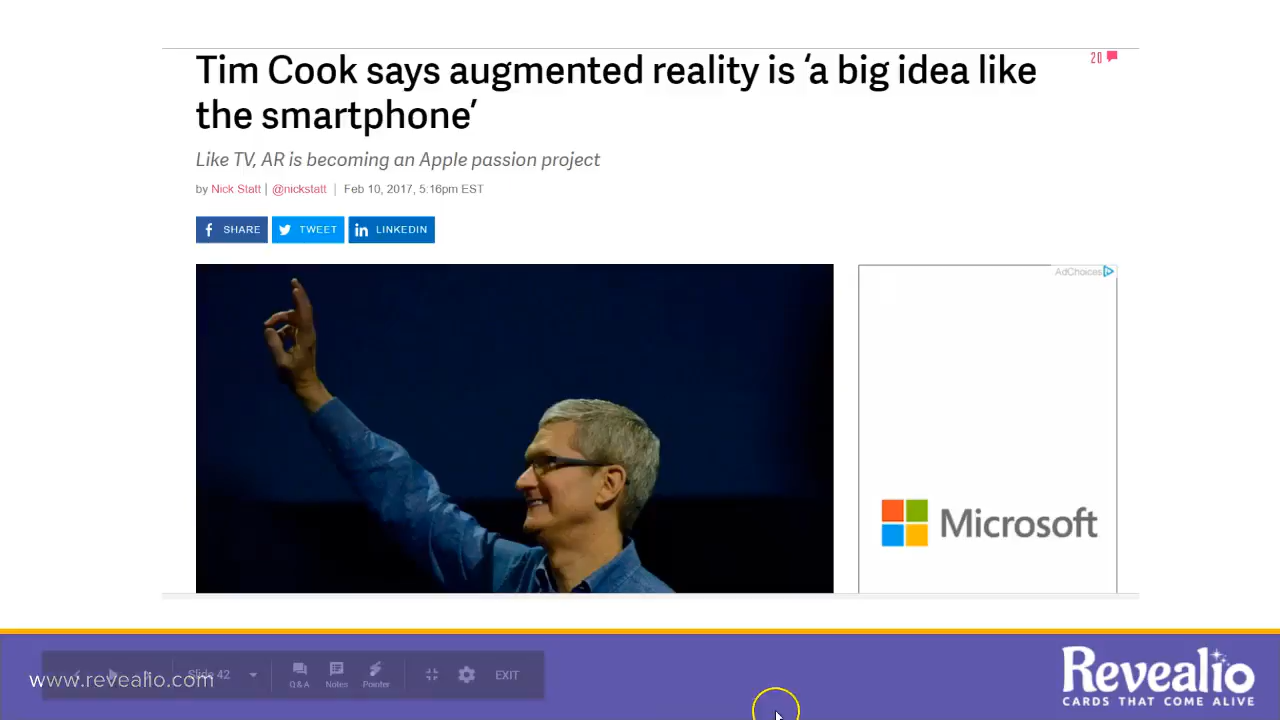 Tim Cook says augmented reality is ‘a big idea like
the smartphone’
20
Like TV, AR is becoming an Apple passion project
by Nick Statt | @nickstatt | Feb 10, 2017, 5:16pm EST
SHARE
TWEET
LINKEDIN
AdChoices
Microsoft
www.revealio.com
Slide 42
Q&A
Notes
Pointer
EXIT
Revealio
CARDS THAT COME ALIVE